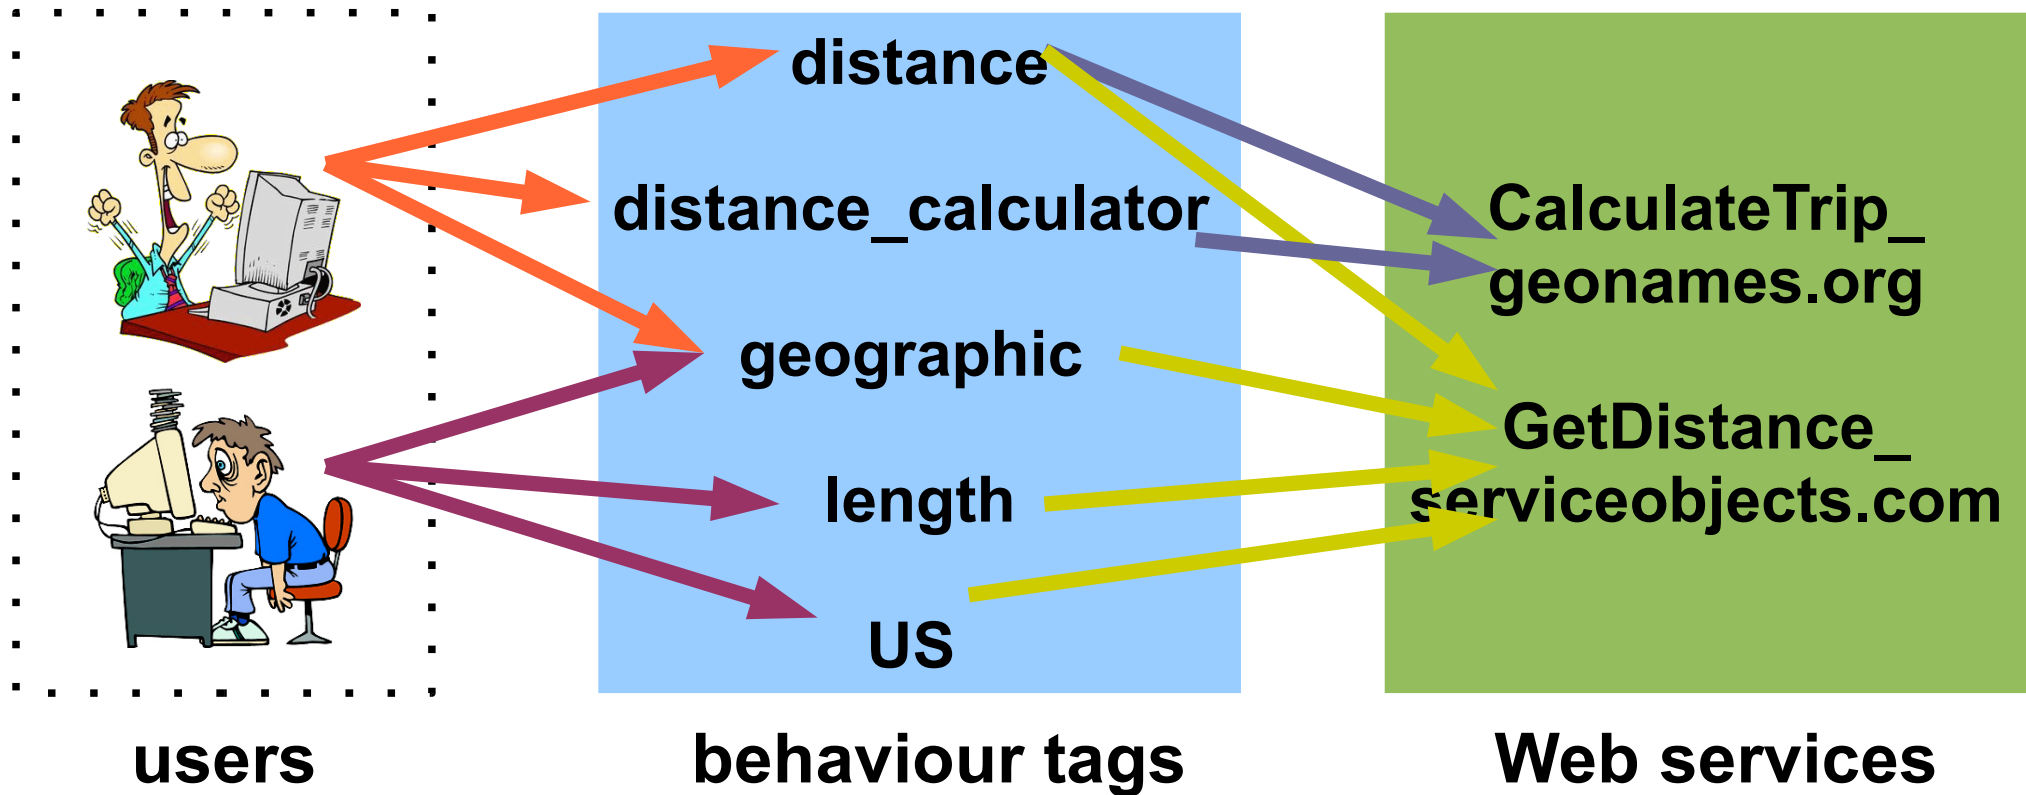 distance
distance_calculator
geographic
length
US
CalculateTrip_
geonames.org
GetDistance_
serviceobjects.com
users
behaviour tags
Web services